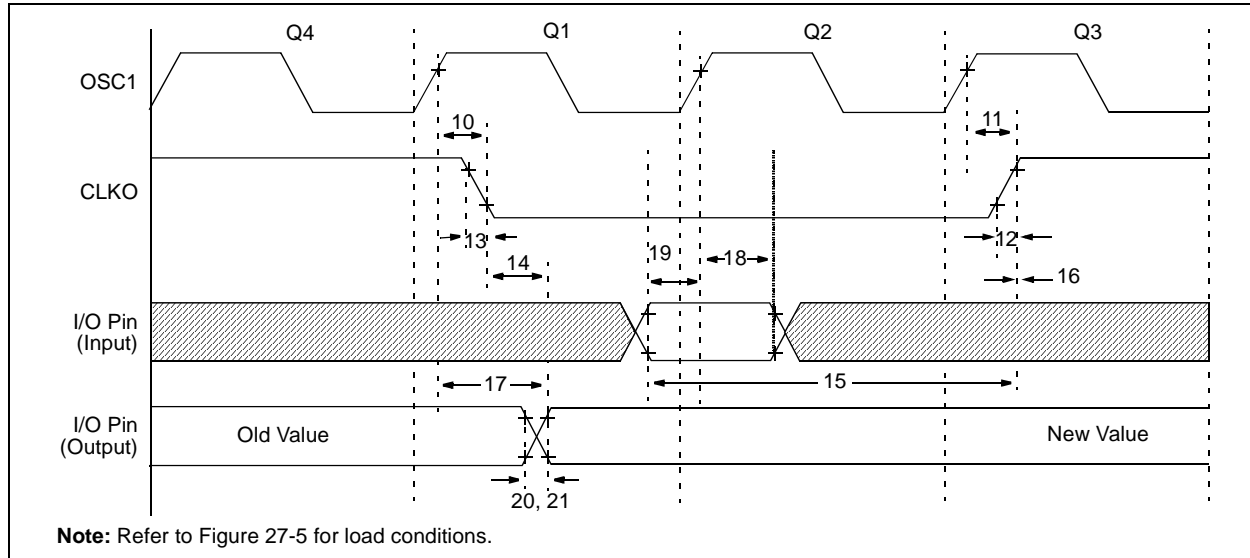 Q4 Q1 Q2 Q3
OSC1
10 11
CLKO
13 12
14 19 18 16
I/O Pin
(Input)
17 15
I/O Pin
(Output)
Old Value New Value
20, 21
Note: Refer to Figure 27-5 for load conditions.